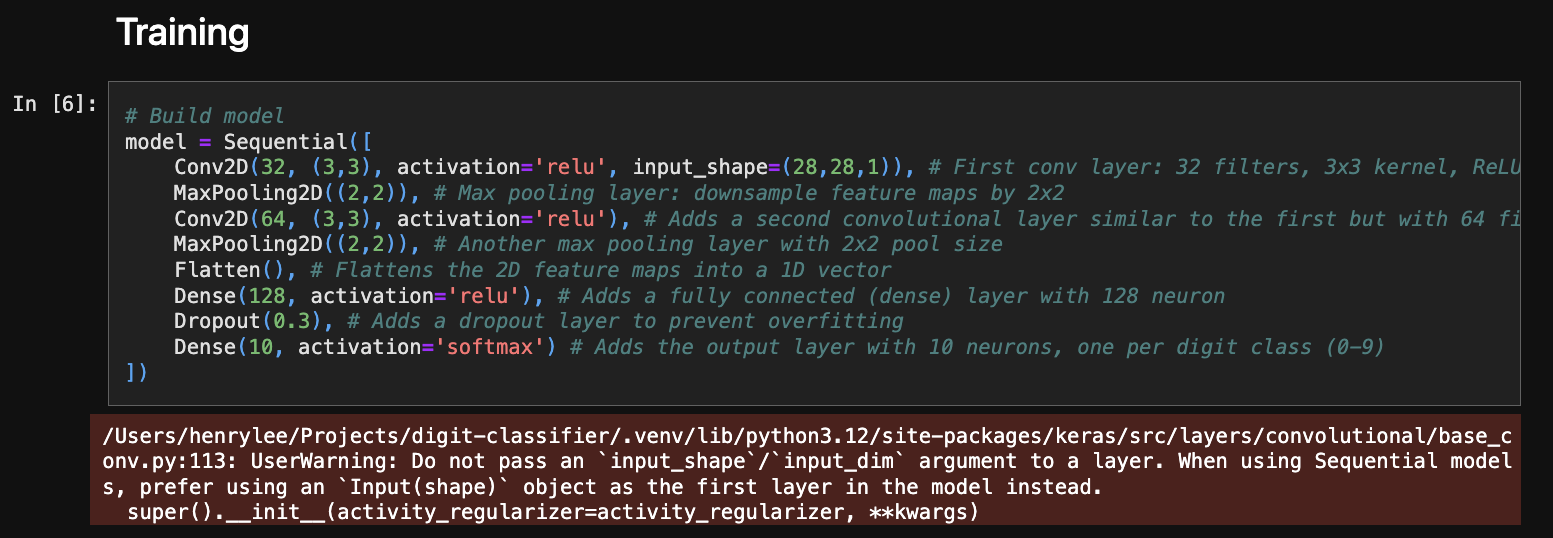 Training
In [6]:
# Build model
model = Sequential([
    Conv2D(32, (3,3), activation='relu', input_shape=(28,28,1)), # First conv layer: 32 filters, 3x3 kernel, ReLU
    MaxPooling2D((2,2)), # Max pooling layer: downsample feature maps by 2x2
    Conv2D(64, (3,3), activation='relu'), # Adds a second convolutional layer similar to the first but with 64 fi
    MaxPooling2D((2,2)), # Another max pooling layer with 2x2 pool size
    Flatten(), # Flattens the 2D feature maps into a 1D vector
    Dense(128, activation='relu'), # Adds a fully connected (dense) layer with 128 neuron
    Dropout(0.3), # Adds a dropout layer to prevent overfitting
    Dense(10, activation='softmax') # Adds the output layer with 10 neurons, one per digit class (0–9)
])
/Users/henrylee/Projects/digit-classifier/.venv/lib/python3.12/site-packages/keras/src/layers/convolutional/base_c
onv.py:113: UserWarning: Do not pass an `input_shape`/`input_dim` argument to a layer. When using Sequential model
s, prefer using an `Input(shape)` object as the first layer in the model instead.
  super().__init__(activity_regularizer=activity_regularizer, **kwargs)